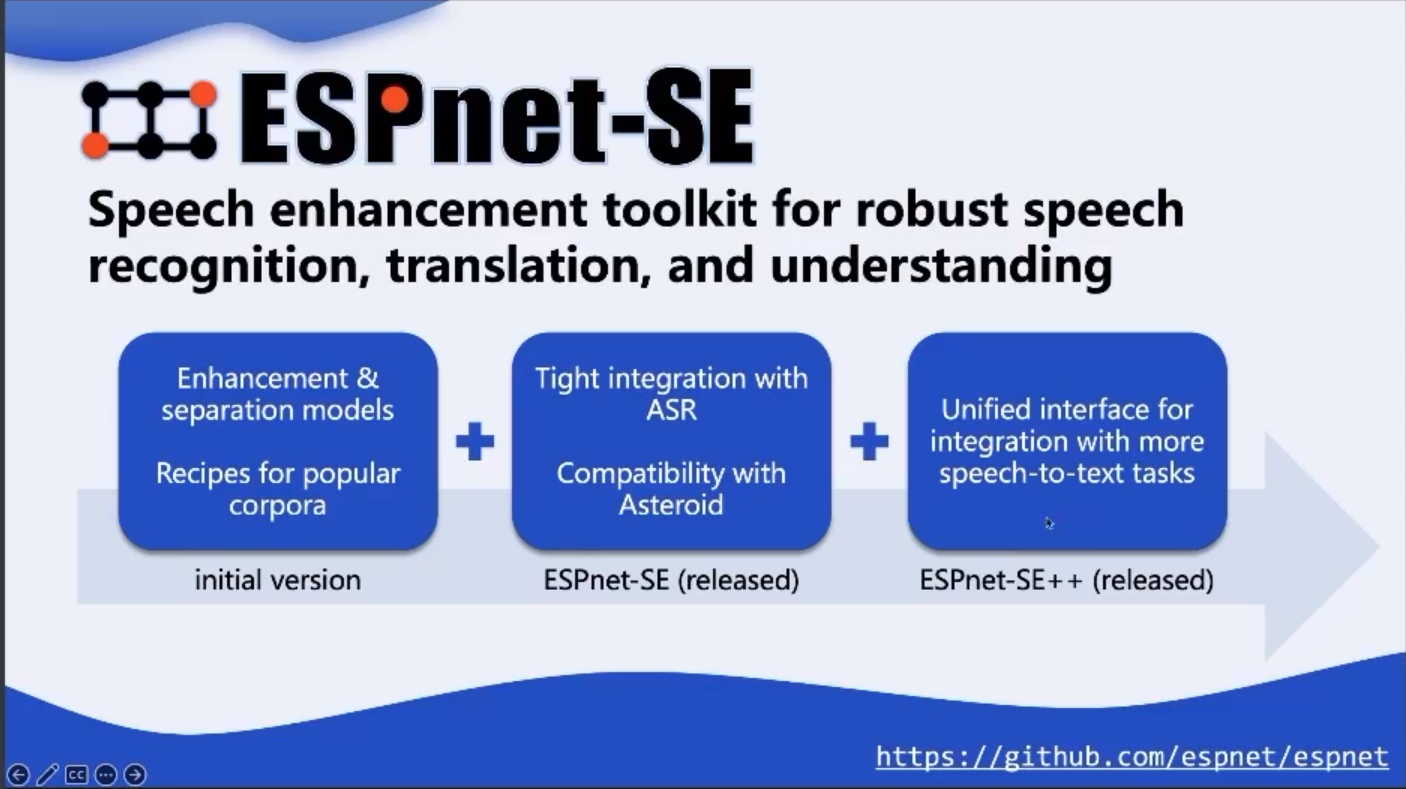 ESPnet-SE
Speech enhancement toolkit for robust speech
recognition, translation, and understanding
Enhancement &
separation models
Recipes for popular
corpora
Tight integration with
ASR
Compatibility with
Asteroid
Unified interface for
integration with more
speech-to-text tasks
initial version
ESPnet-SE (released)
ESPnet-SE++ (released)
https://github.com/espnet/espnet
CC